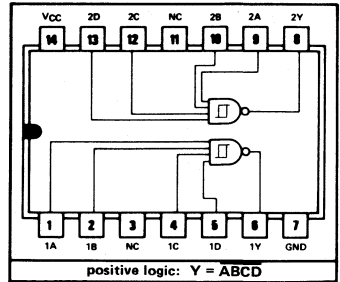 VCC 2D 2C NC 2B 2A 2Y
14 13 12 11 10 9 8
1 2 3 4 5 6 7
1A 1B NC 1C 1D 1Y GND
positive logic: Y = A̅B̅C̅D̅